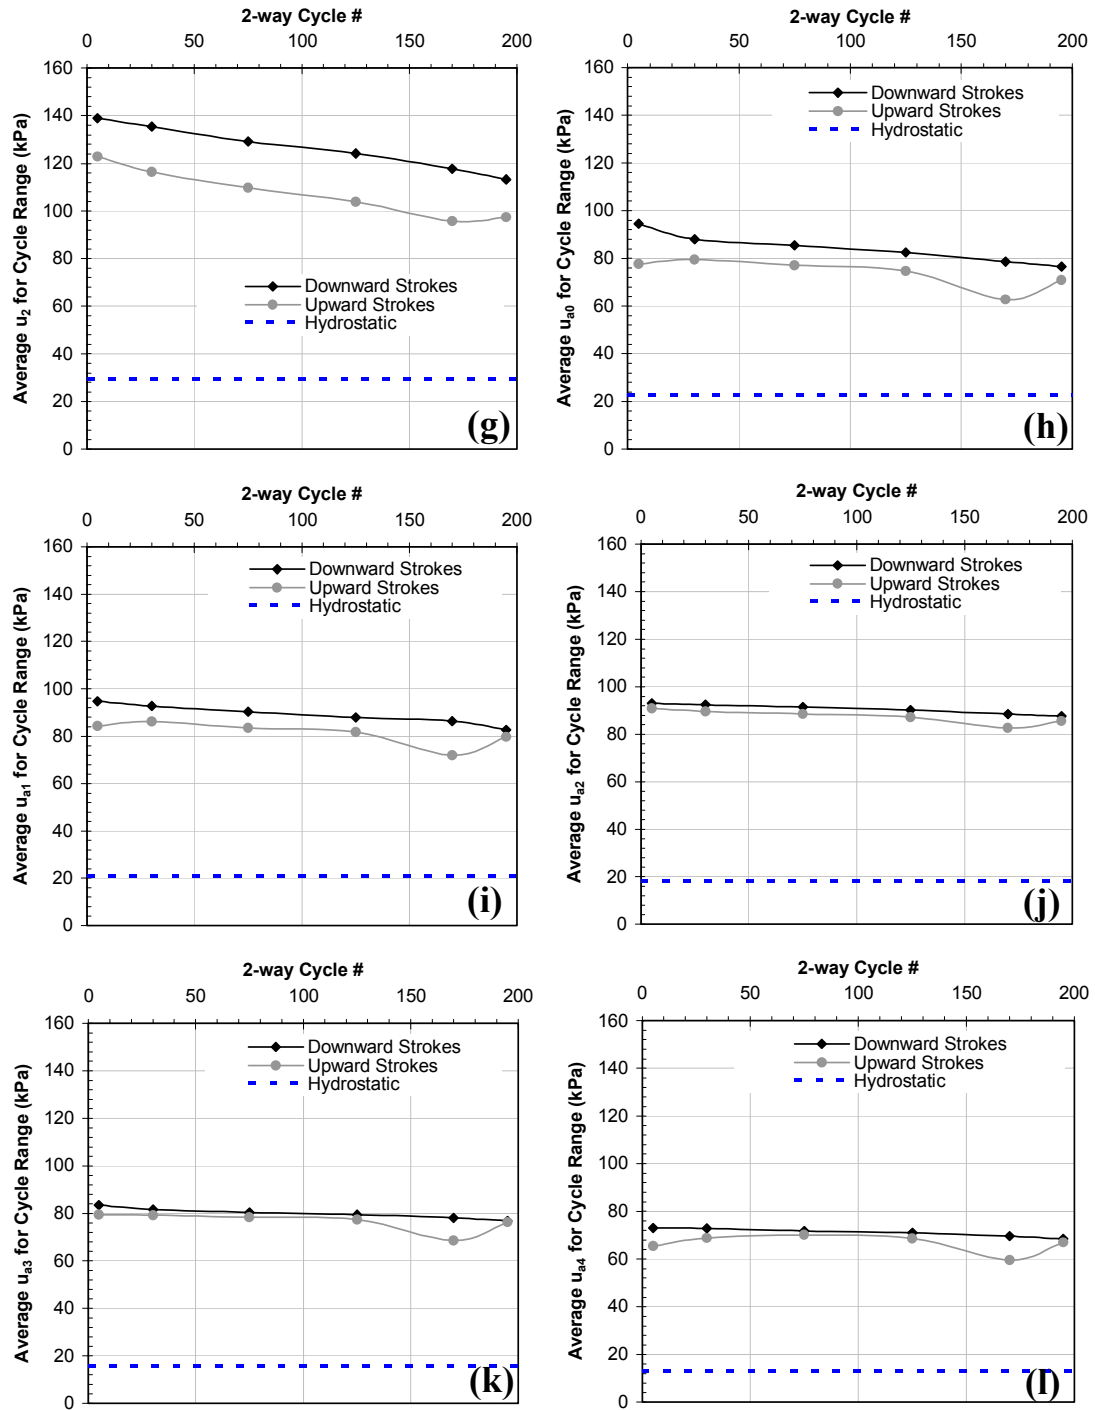 2-way Cycle #
0 50 100 150 200
160
140
120
100
80
60
40
20
0
Average u2 for Cycle Range (kPa)
Downward Strokes
Upward Strokes
Hydrostatic
(g)
2-way Cycle #
0 50 100 150 200
160
140
120
100
80
60
40
20
0
Average ua0 for Cycle Range (kPa)
Downward Strokes
Upward Strokes
Hydrostatic
(h)
2-way Cycle #
0 50 100 150 200
160
140
120
100
80
60
40
20
0
Average ua1 for Cycle Range (kPa)
Downward Strokes
Upward Strokes
Hydrostatic
(i)
2-way Cycle #
0 50 100 150 200
160
140
120
100
80
60
40
20
0
Average ua2 for Cycle Range (kPa)
Downward Strokes
Upward Strokes
Hydrostatic
(j)
2-way Cycle #
0 50 100 150 200
160
140
120
100
80
60
40
20
0
Average ua3 for Cycle Range (kPa)
Downward Strokes
Upward Strokes
Hydrostatic
(k)
2-way Cycle #
0 50 100 150 200
160
140
120
100
80
60
40
20
0
Average ua4 for Cycle Range (kPa)
Downward Strokes
Upward Strokes
Hydrostatic
(l)